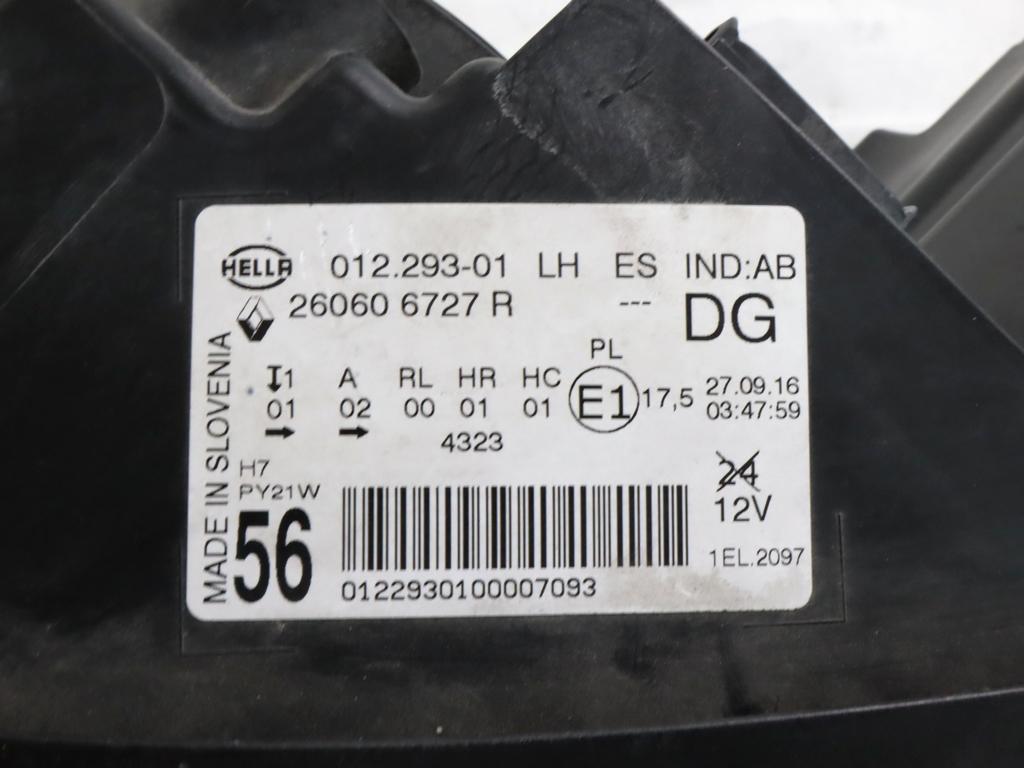 HELLA 012.293-01 LH ES IND:AB
26060 6727 R --- DG
MADE IN SLOVENIA
PL
1 A RL HR HC E1 17,5 27.09.16
01 02 00 01 01 03:47:59
4323
H7
PY21W
24
12V
56
1EL.2097
0122930100007093